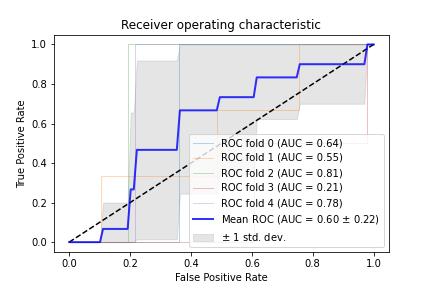 Receiver operating characteristic
True Positive Rate
1.0
0.8
0.6
0.4
0.2
0.0
ROC fold 0 (AUC = 0.64)
ROC fold 1 (AUC = 0.55)
ROC fold 2 (AUC = 0.81)
ROC fold 3 (AUC = 0.21)
ROC fold 4 (AUC = 0.78)
Mean ROC (AUC = 0.60 ± 0.22)
± 1 std. dev.
0.0 0.2 0.4 0.6 0.8 1.0
False Positive Rate